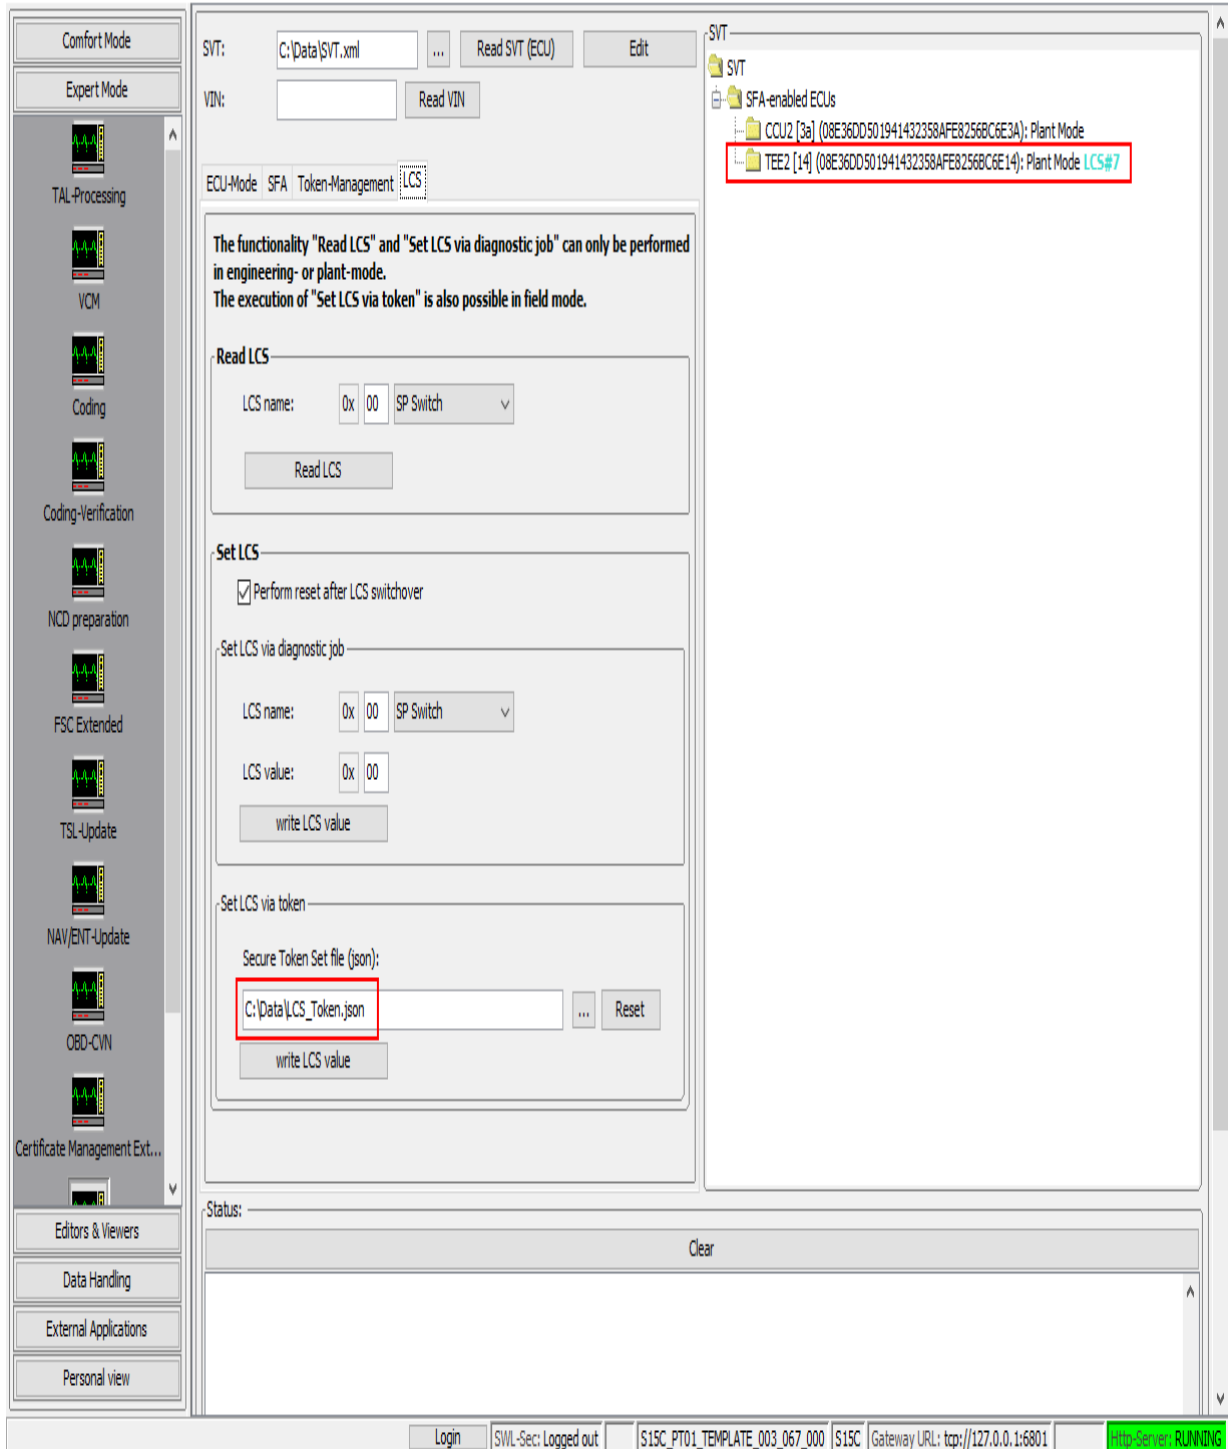 Comfort Mode
Expert Mode
TAL-Processing
VCM
Coding
Coding-Verification
NCD preparation
FSC Extended
TSL-Update
NAV/ENT-Update
OBD-CVN
Certificate Management Ext...
Editors & Viewers
Data Handling
External Applications
Personal view
SVT: C:\Data\SVT.xml ... Read SVT (ECU) Edit
VIN: Read VIN
ECU-Mode SFA Token-Management LCS
The functionality "Read LCS" and "Set LCS via diagnostic job" can only be performed
in engineering- or plant-mode.
The execution of "Set LCS via token" is also possible in field mode.
Read LCS
LCS name: 0x 00 SP Switch
Read LCS
Set LCS
Perform reset after LCS switchover
Set LCS via diagnostic job
LCS name: 0x 00 SP Switch
LCS value: 0x 00
write LCS value
Set LCS via token
Secure Token Set file (json):
C:\Data\LCS_Token.json ... Reset
write LCS value
SVT
SVT
SFA-enabled ECUs
CCU2 [3a] (08E36DD501941432358AFE8256BC6E3A): Plant Mode
TEE2 [14] (08E36DD501941432358AFE8256BC6E14): Plant Mode LCS#7
Status:
Clear
Login SWL-Sec: Logged out S15C_PT01_TEMPLATE_003_067_000 S15C Gateway URL: tcp://127.0.0.1:6801 Http-Server: RUNNING